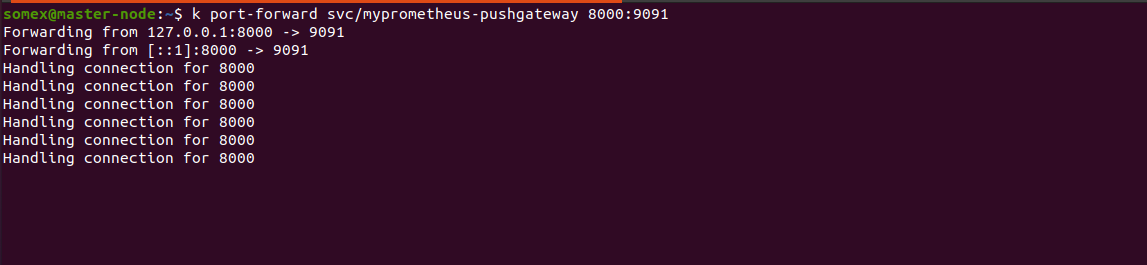 somex@master-node:~$ k port-forward svc/myprometheus-pushgateway 8000:9091
Forwarding from 127.0.0.1:8000 -> 9091
Forwarding from [::1]:8000 -> 9091
Handling connection for 8000
Handling connection for 8000
Handling connection for 8000
Handling connection for 8000
Handling connection for 8000
Handling connection for 8000